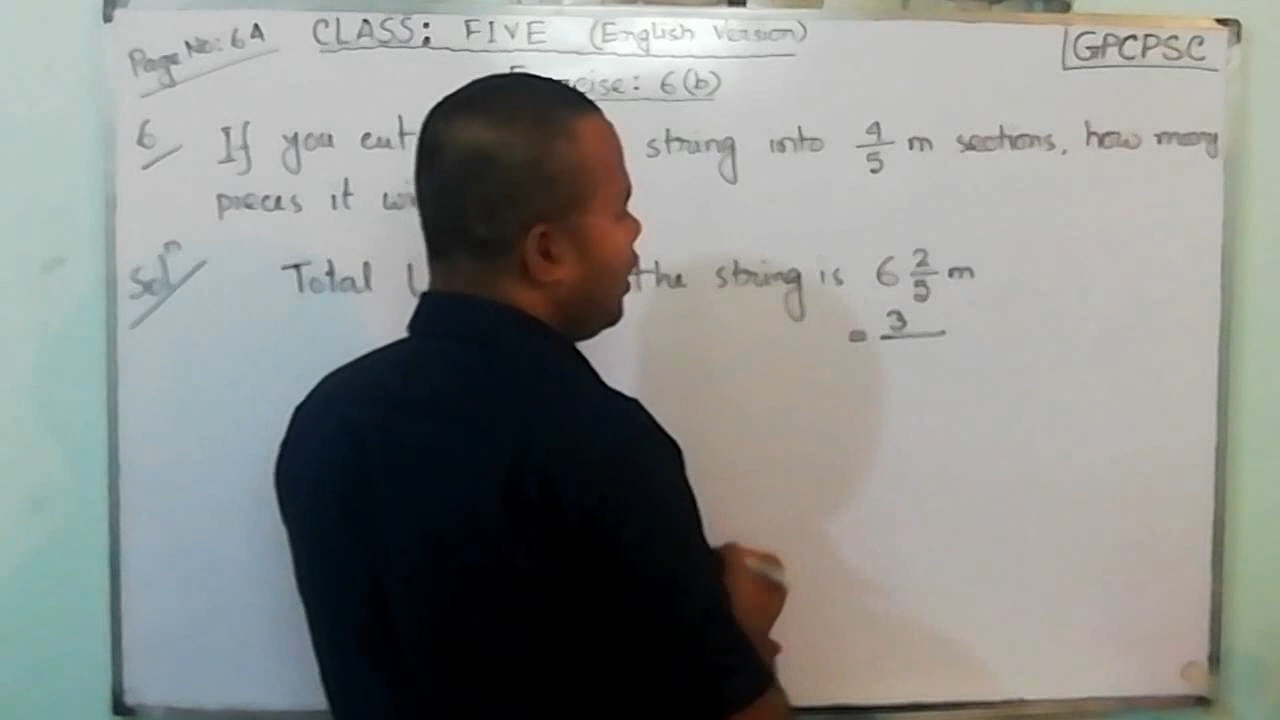 Page No: 64 CLASS: FIVE (English Version) GPCPSC
6(b)
6 If you cut string into 4/5 m sections, how many
pieces it
Solⁿ Total the string is 6 2/5 m
= 3